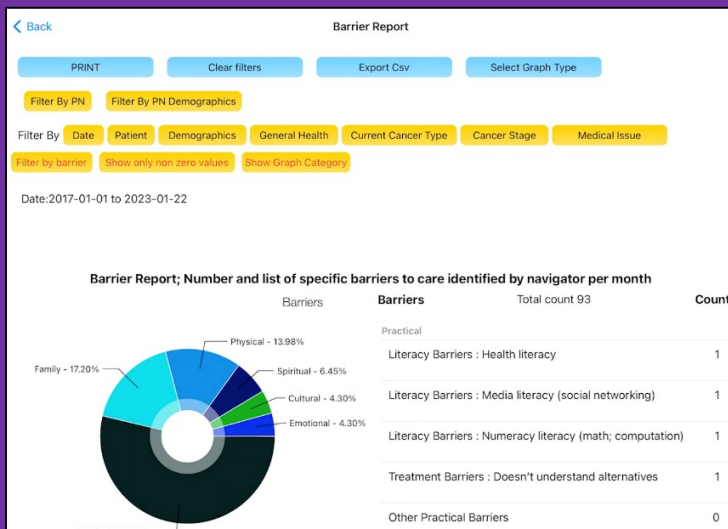 Back
Barrier Report
PRINT Clear filters Export Csv Select Graph Type
Filter By PN Filter By PN Demographics
Filter By Date Patient Demographics General Health Current Cancer Type Cancer Stage Medical Issue
Filter by barrier Show only non zero values Show Graph Category
Date:2017-01-01 to 2023-01-22
Barrier Report; Number and list of specific barriers to care identified by navigator per month
Barriers
Physical - 13.98%
Family - 17.20%
Spiritual - 6.45%
Cultural - 4.30%
Emotional - 4.30%
Barriers Total count 93 Count
Practical
Literacy Barriers : Health literacy 1
Literacy Barriers : Media literacy (social networking) 1
Literacy Barriers : Numeracy literacy (math; computation) 1
Treatment Barriers : Doesn't understand alternatives 1
Other Practical Barriers 0